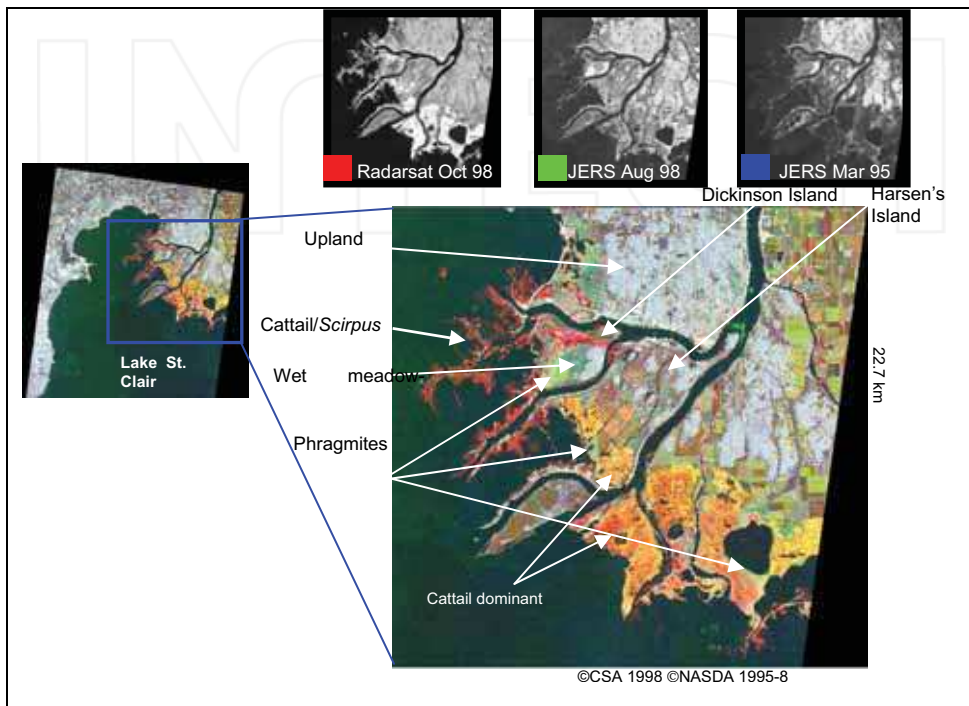 Radarsat Oct 98
JERS Aug 98
JERS Mar 95
Dickinson Island
Harsen's
Island
Upland
Cattail/Scirpus
Wet meadow
Phragmites
Lake St.
Clair
22.7 km
Cattail dominant
©CSA 1998 ©NASDA 1995-8